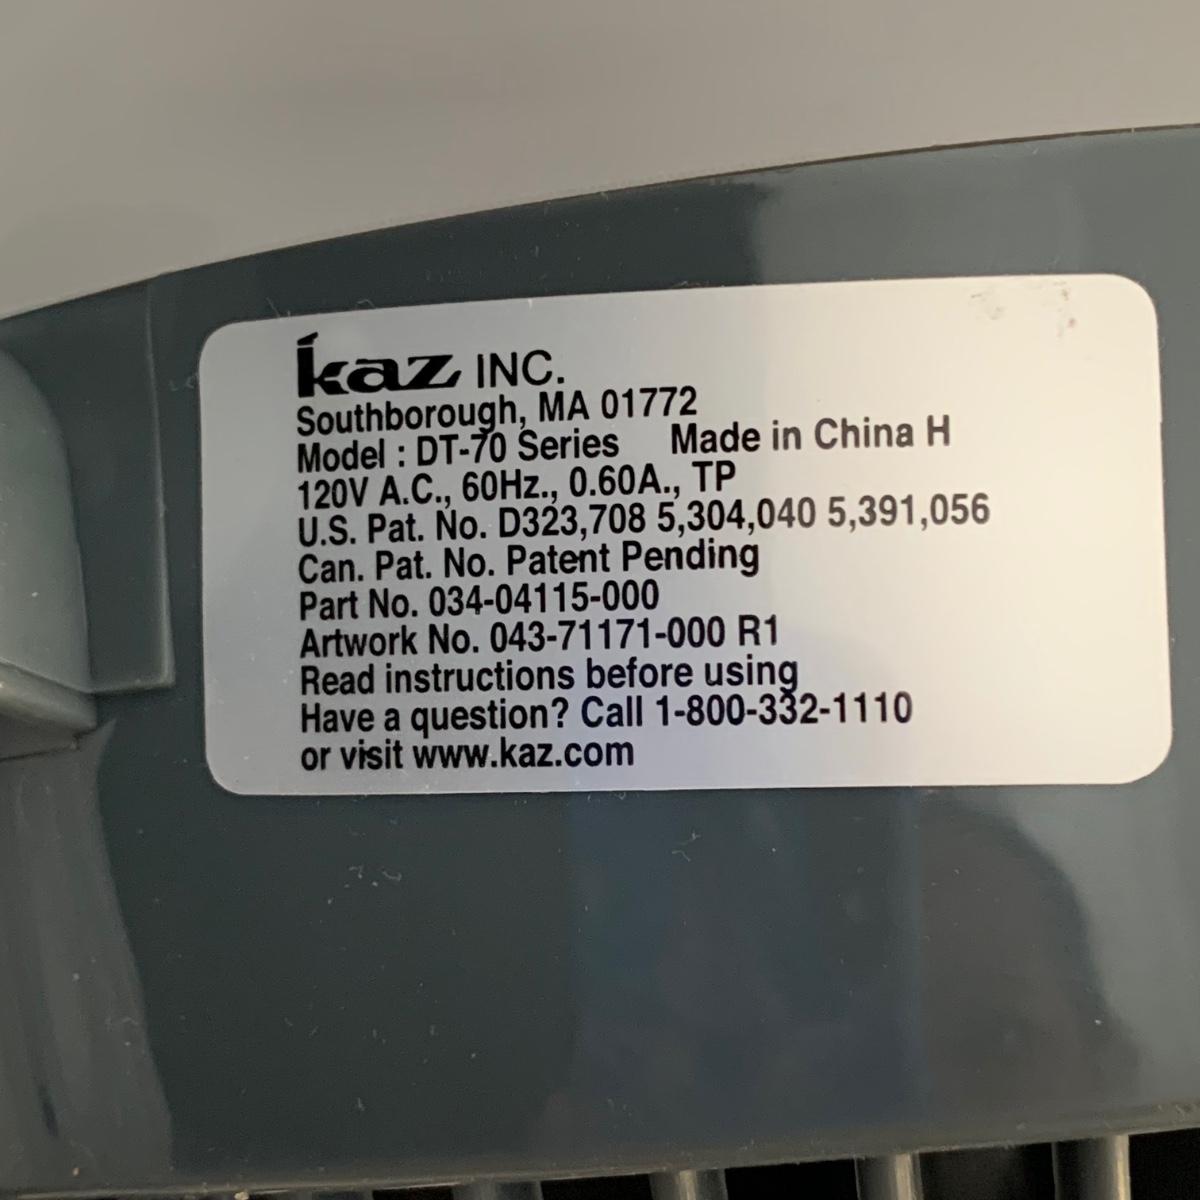 kaz INC.
Southborough, MA 01772
Model : DT-70 Series Made in China H
120V A.C., 60Hz., 0.60A., TP
U.S. Pat. No. D323,708 5,304,040 5,391,056
Can. Pat. No. Patent Pending
Part No. 034-04115-000
Artwork No. 043-71171-000 R1
Read instructions before using
Have a question? Call 1-800-332-1110
or visit www.kaz.com